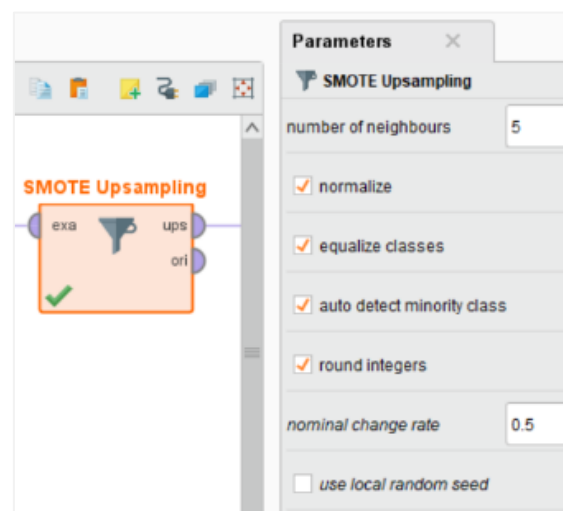 Parameters
SMOTE Upsampling
number of neighbours 5
normalize
SMOTE Upsampling
exa ups
equalize classes
ori
auto detect minority class
round integers
nominal change rate 0.5
use local random seed